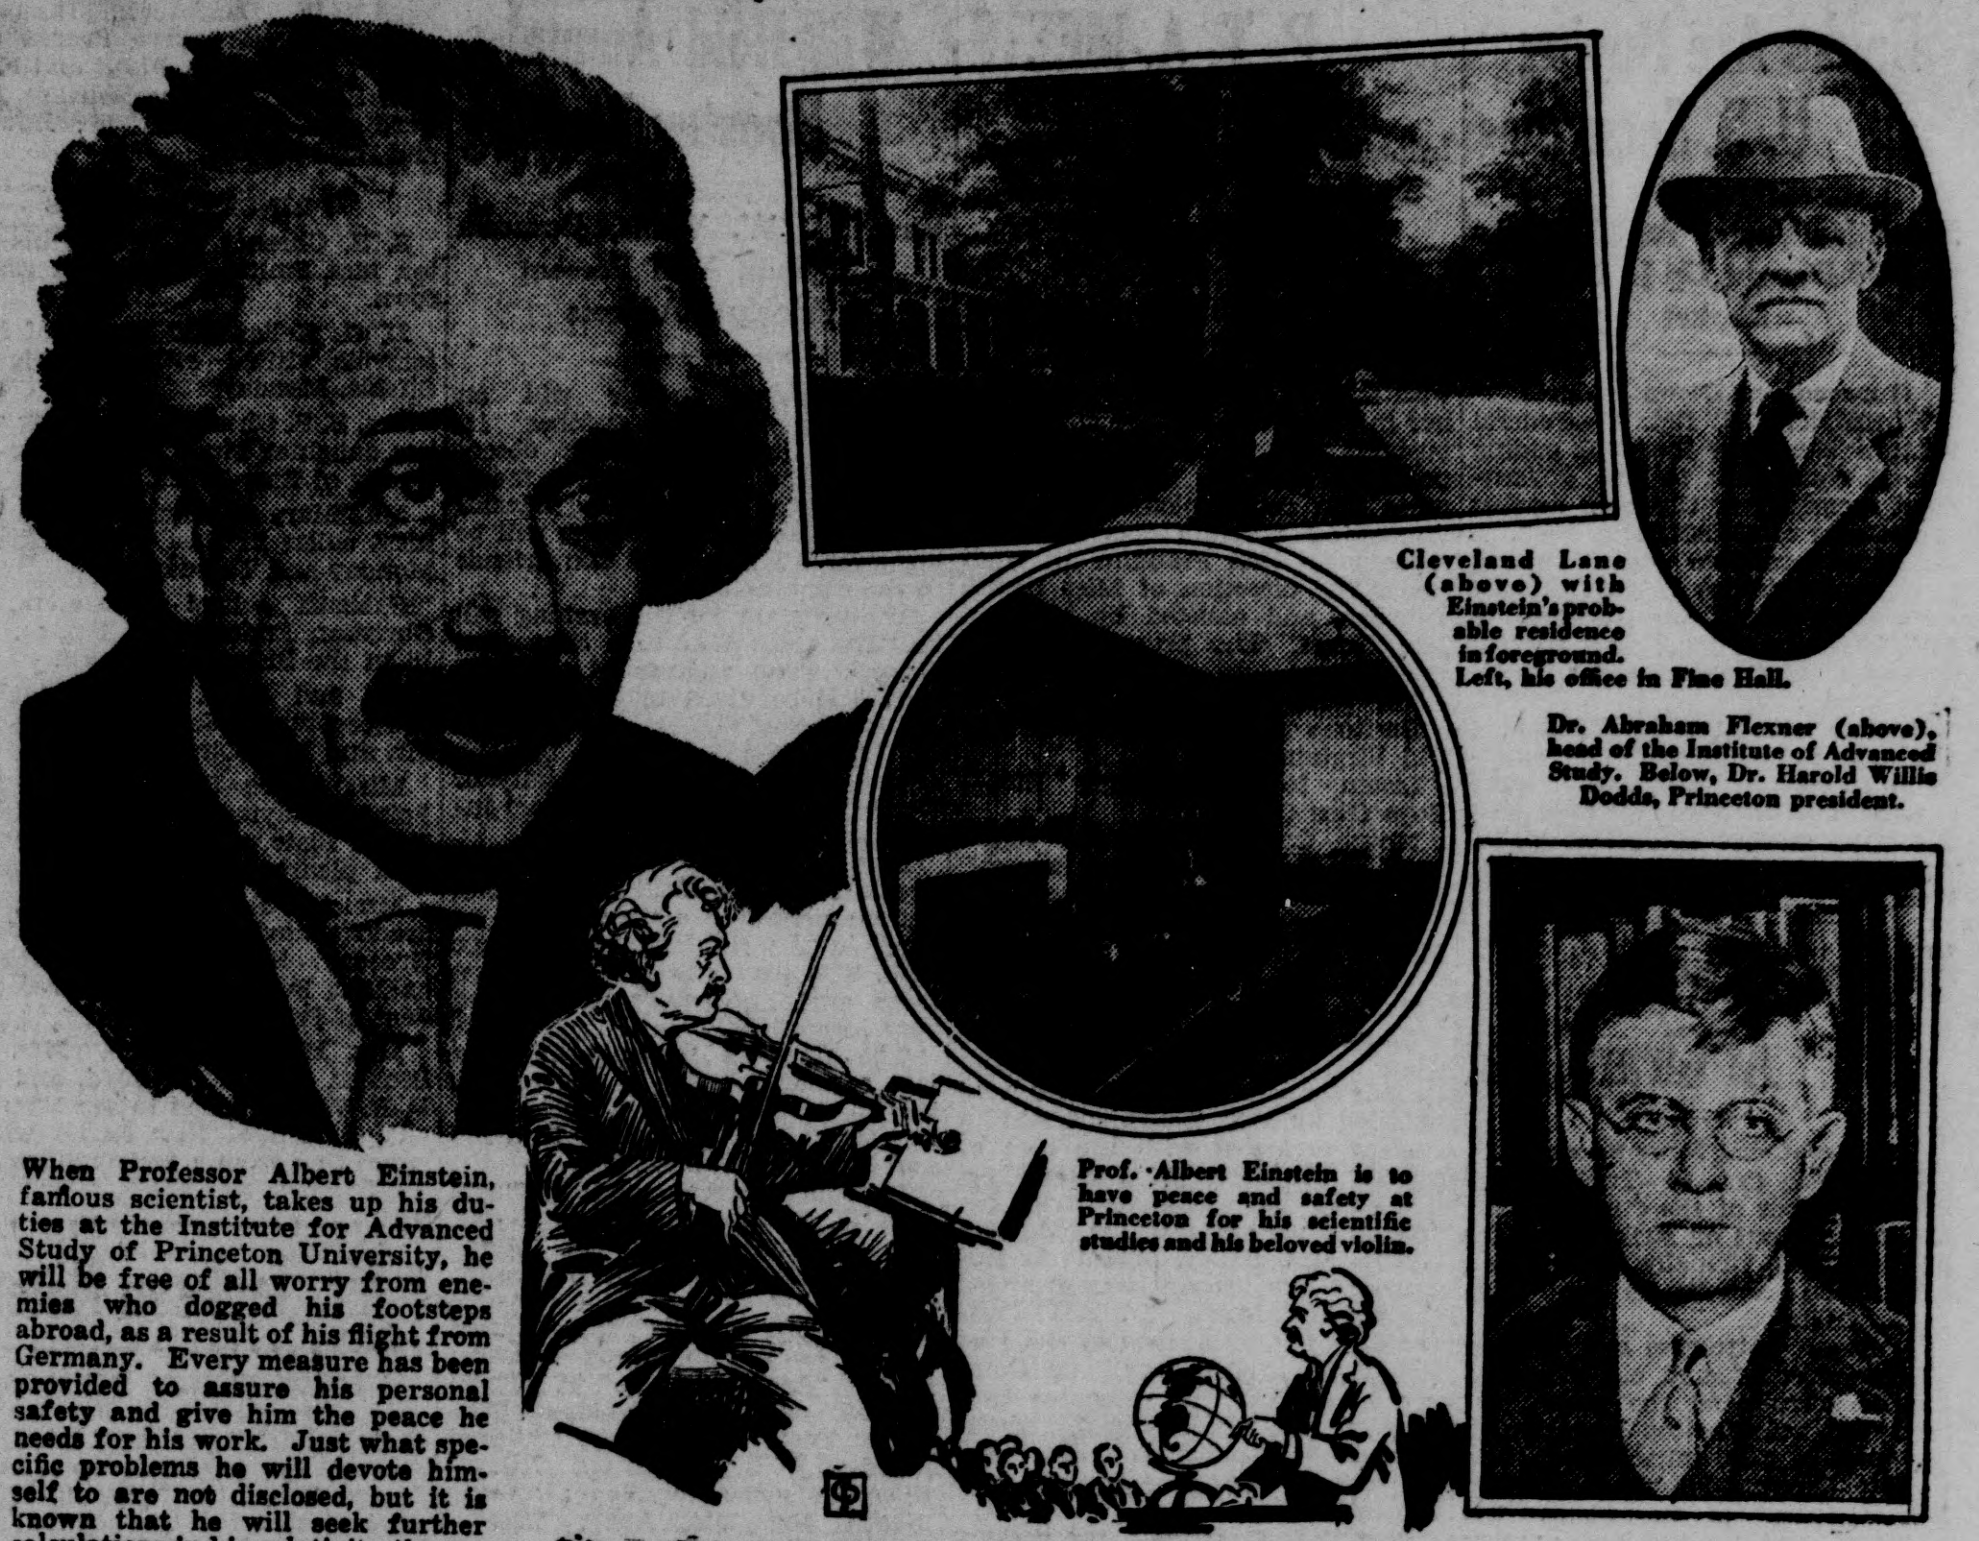 Cleveland Lane
(above) with
Einstein's prob-
able residence
in foreground.
Left, his office in Fine Hall.
Dr. Abraham Flexner (above),
head of the Institute of Advanced
Study. Below, Dr. Harold Willis
Dodds, Princeton president.
Prof. Albert Einstein is to
have peace and safety at
Princeton for his scientific
studies and his beloved violin.
When Professor Albert Einstein,
famous scientist, takes up his du-
ties at the Institute for Advanced
Study of Princeton University, he
will be free of all worry from ene-
mies who dogged his footsteps
abroad, as a result of his flight from
Germany. Every measure has been
provided to assure his personal
safety and give him the peace he
needs for his work. Just what spe-
cific problems he will devote him-
self to are not disclosed, but it is
known that he will seek further